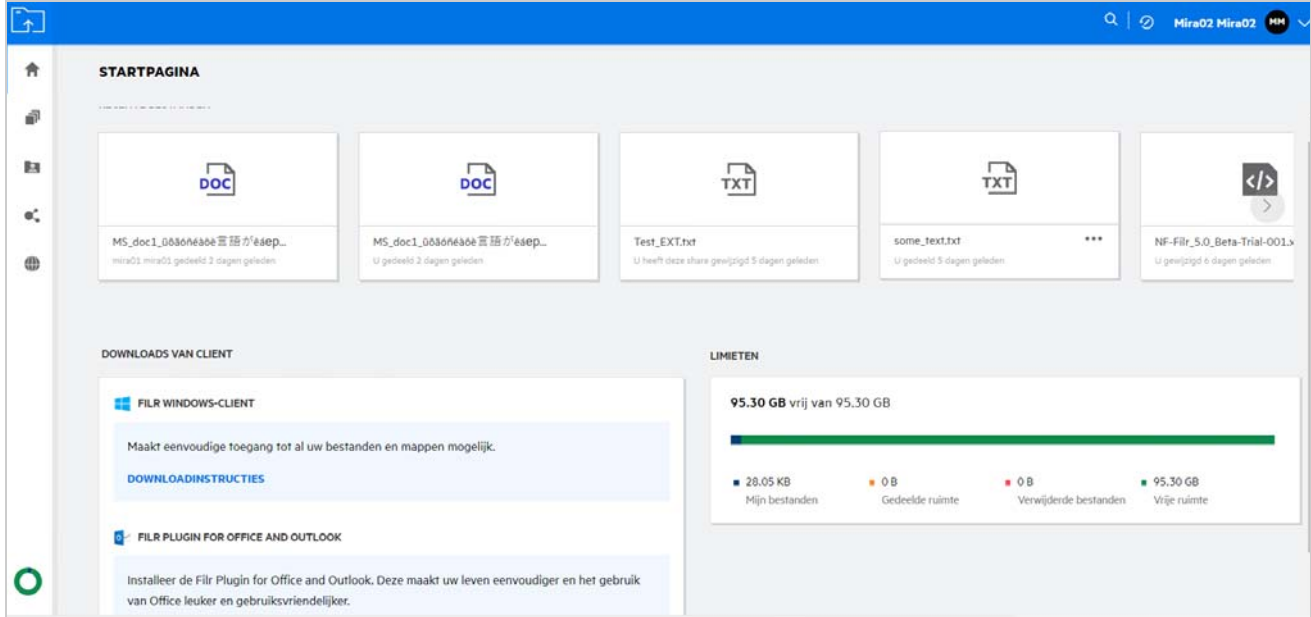 Mira02 Mira02 MM
STARTPAGINA
DOC
DOC
TXT
TXT
</>
MS_doc1_
MS_doc1_
Test_EXT.txt
some_text.txt
NF-Filr_5.0_Beta-Trial-001.x
mira01 mira01 gedeeld 2 dagen geleden
U gedeeld 2 dagen geleden
U heeft deze share gewijzigd 5 dagen geleden
U gedeeld 5 dagen geleden
U gewijzigd 6 dagen geleden
DOWNLOADS VAN CLIENT
FILR WINDOWS-CLIENT
Maakt eenvoudige toegang tot al uw bestanden en mappen mogelijk.
DOWNLOADINSTRUCTIES
FILR PLUGIN FOR OFFICE AND OUTLOOK
Installeer de Filr Plugin for Office and Outlook. Deze maakt uw leven eenvoudiger en het gebruik
van Office leuker en gebruiksvriendelijker.
LIMIETEN
95.30 GB vrij van 95.30 GB
28.05 KB
Mijn bestanden
0 B
Gedeelde ruimte
0 B
Verwijderde bestanden
95.30 GB
Vrije ruimte